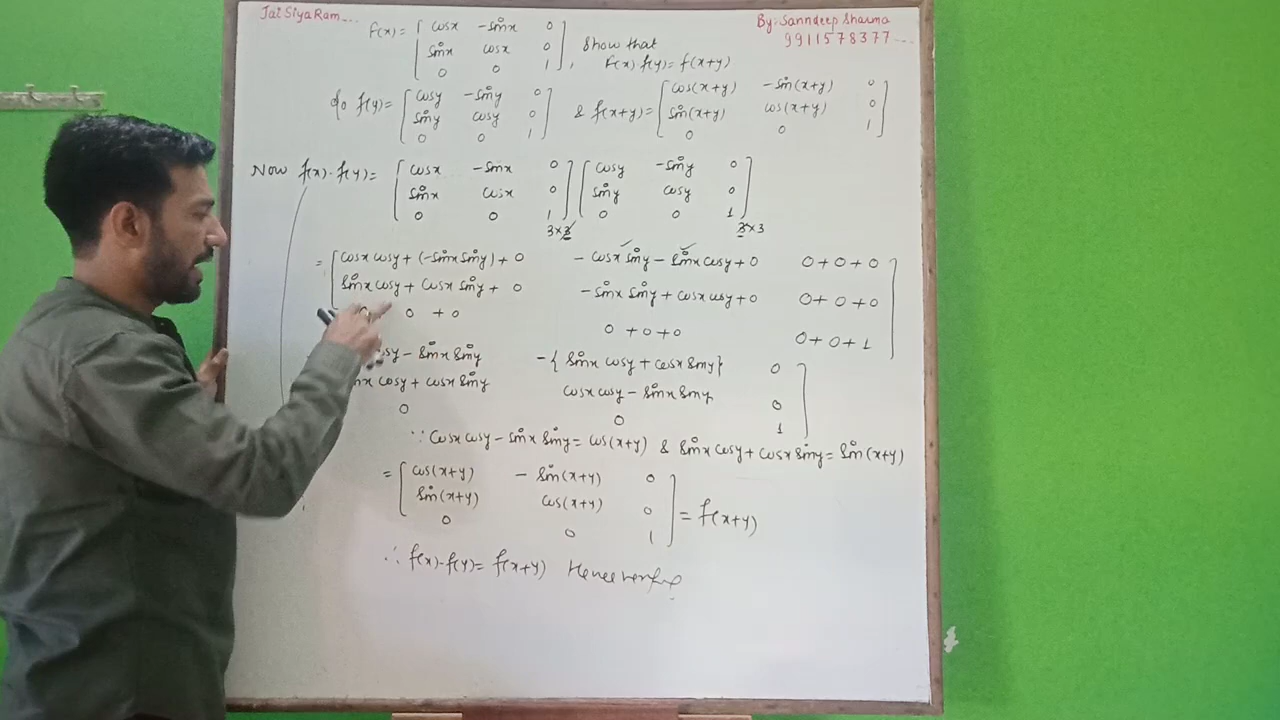 Jai Siya Ram...
By: Sanndeep Sharma
9911578377...
F(x) = [ cosx -sinx 0
sinx cosx 0
0 0 1 ], Show that
F(x) f(y) = f(x+y)
So f(y) = [ cosy -siny 0
siny cosy 0
0 0 1 ]
& f(x+y) = [ cos(x+y) -sin(x+y) 0
sin(x+y) cos(x+y) 0
0 0 1 ]
Now f(x)·f(y) = [ cosx -sinx 0 ] [ cosy -siny 0 ]
sinx cosx 0 siny cosy 0
0 0 1 0 0 1
3×3 3×3
= [ cosx cosy + (-sinx siny) + 0 - cosx siny - sinx cosy + 0 0+0+0
sinx cosy + cosx siny + 0 - sinx siny + cosx cosy + 0 0+0+0
0 +0 0+0+0 0+0+1 ]
cosy - sinx siny -{ sinx cosy + cosx siny} 0
cosy + cosx siny cosx cosy - sinx siny 0
0 0 1 ]
∵ cosx cosy - sinx siny = cos(x+y) & sinx cosy + cosx siny = sin(x+y)
= [ cos(x+y) - sin(x+y) 0
sin(x+y) cos(x+y) 0
0 0 1 ] = f(x+y)
∴ f(x)·f(y) = f(x+y) Hence